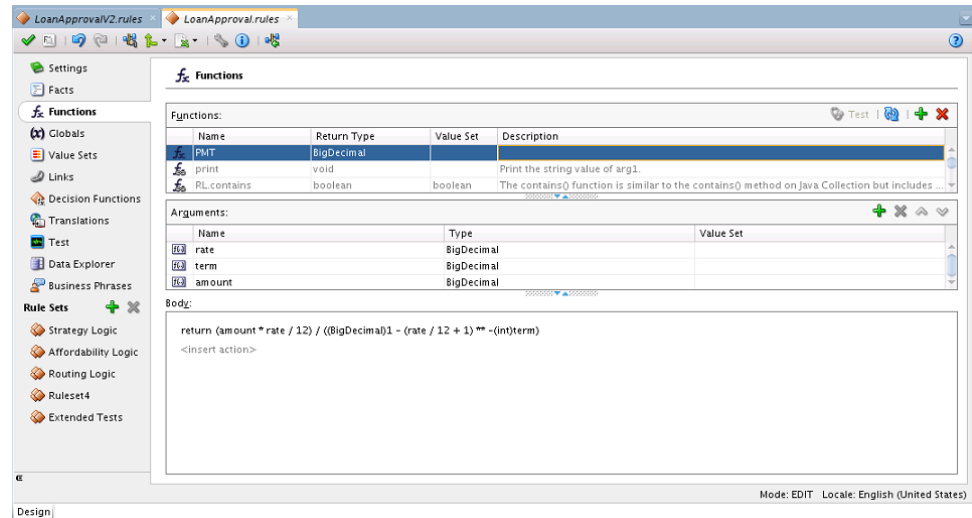 LoanApprovalV2.rules LoanApproval.rules
Settings
Facts
Functions
Globals
Value Sets
Links
Decision Functions
Translations
Test
Data Explorer
Business Phrases
Rule Sets
Strategy Logic
Affordability Logic
Routing Logic
Ruleset4
Extended Tests
Functions
Functions: Test
Name Return Type Value Set Description
PMT BigDecimal
print void Print the string value of arg1.
RL.contains boolean boolean The contains() function is similar to the contains() method on Java Collection but includes ...
Arguments:
Name Type Value Set
rate BigDecimal
term BigDecimal
amount BigDecimal
Body:
return (amount * rate / 12) / ((BigDecimal)1 - (rate / 12 + 1) ** -(int)term)
<insert action>
Mode: EDIT Locale: English (United States)
Design